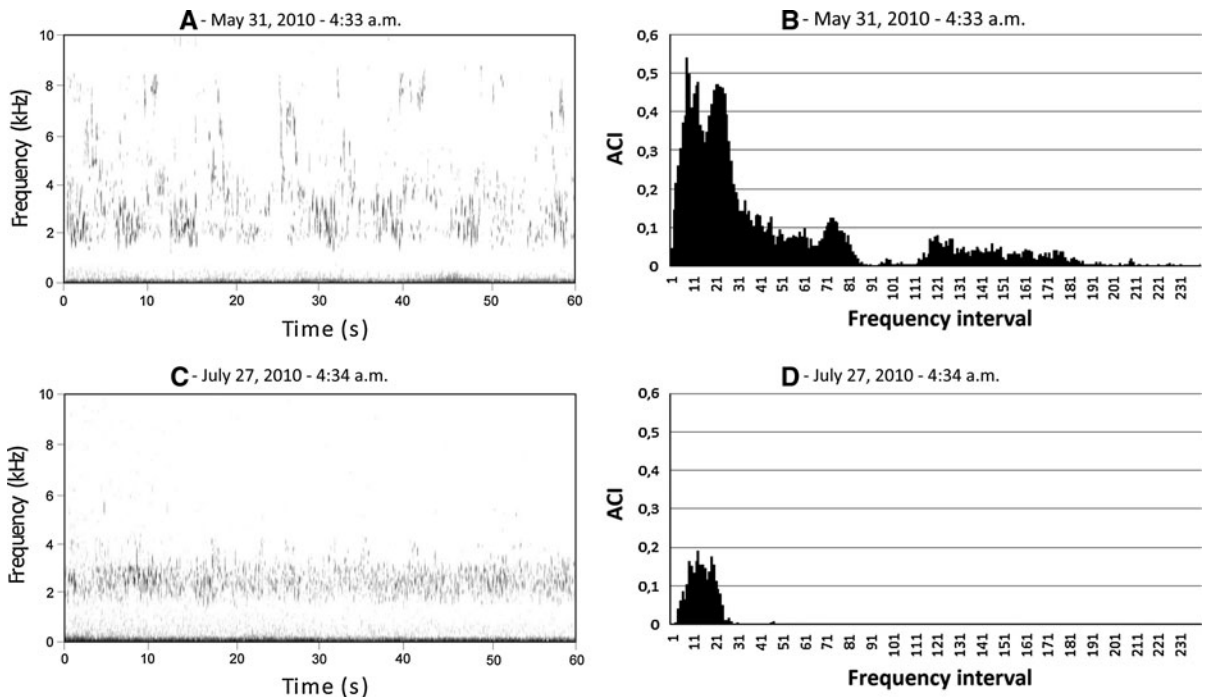 A - May 31, 2010 - 4:33 a.m.
10
8
6
4
2
0
Frequency (kHz)
0 10 20 30 40 50 60
Time (s)
B - May 31, 2010 - 4:33 a.m.
0,6
0,5
0,4
0,3
0,2
0,1
0
ACI
1 11 21 31 41 51 61 71 81 91 101 111 121 131 141 151 161 171 181 191 201 211 221 231
Frequency interval
C - July 27, 2010 - 4:34 a.m.
10
8
6
4
2
0
Frequency (kHz)
0 10 20 30 40 50 60
Time (s)
D - July 27, 2010 - 4:34 a.m.
0,6
0,5
0,4
0,3
0,2
0,1
0
ACI
1 11 21 31 41 51 61 71 81 91 101 111 121 131 141 151 161 171 181 191 201 211 221 231
Frequency interval